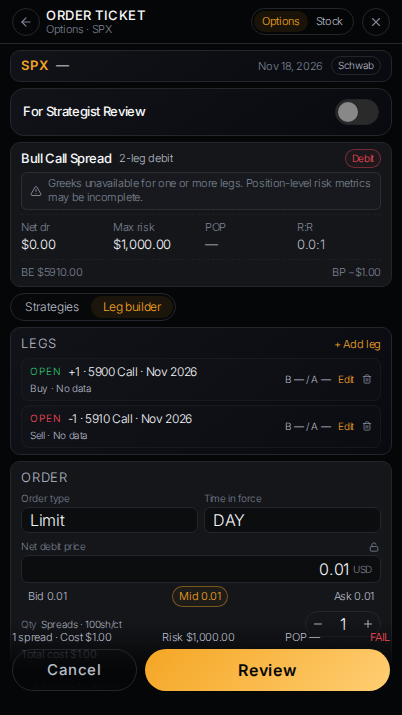 ORDER TICKET
Options · SPX
Options Stock
SPX —
Nov 18, 2026
Schwab
For Strategist Review
Bull Call Spread 2-leg debit
Debit
Greeks unavailable for one or more legs. Position-level risk metrics
may be incomplete.
Net dr Max risk POP R:R
$0.00 $1,000.00 — 0.0:1
BE $5910.00 BP −$1.00
Strategies Leg builder
LEGS + Add leg
OPEN +1 · 5900 Call · Nov 2026
Buy · No data
B — / A — Edit
OPEN -1 · 5910 Call · Nov 2026
Sell · No data
B — / A — Edit
ORDER
Order type Time in force
Limit DAY
Net debit price
0.01 USD
Bid 0.01 Mid 0.01 Ask 0.01
Qty Spreads · 100sh/ct
− 1 +
1 spread · Cost $1.00 Risk $1,000.00 POP — FAIL
Total cost $1.00
Cancel Review